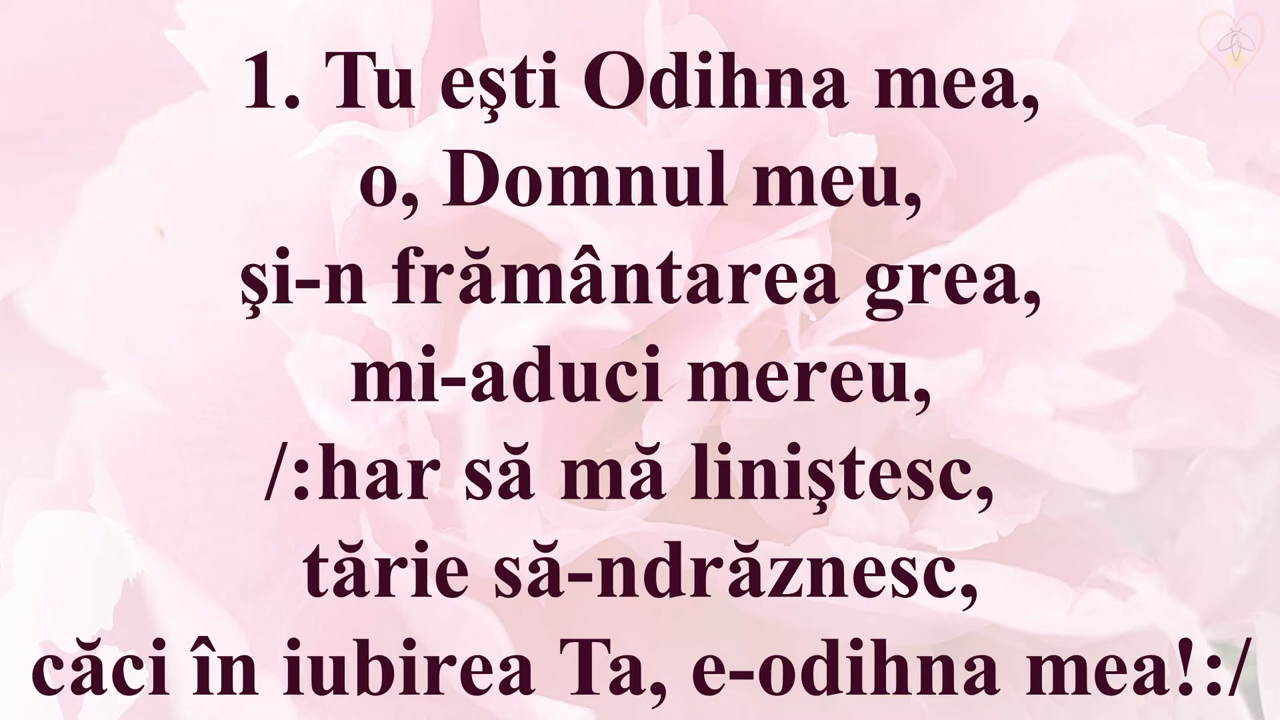 1. Tu eşti Odihna mea,
o, Domnul meu,
şi-n frământarea grea,
mi-aduci mereu,
/:har să mă liniştesc,
tărie să-ndrăznesc,
căci în iubirea Ta, e-odihna mea!:/